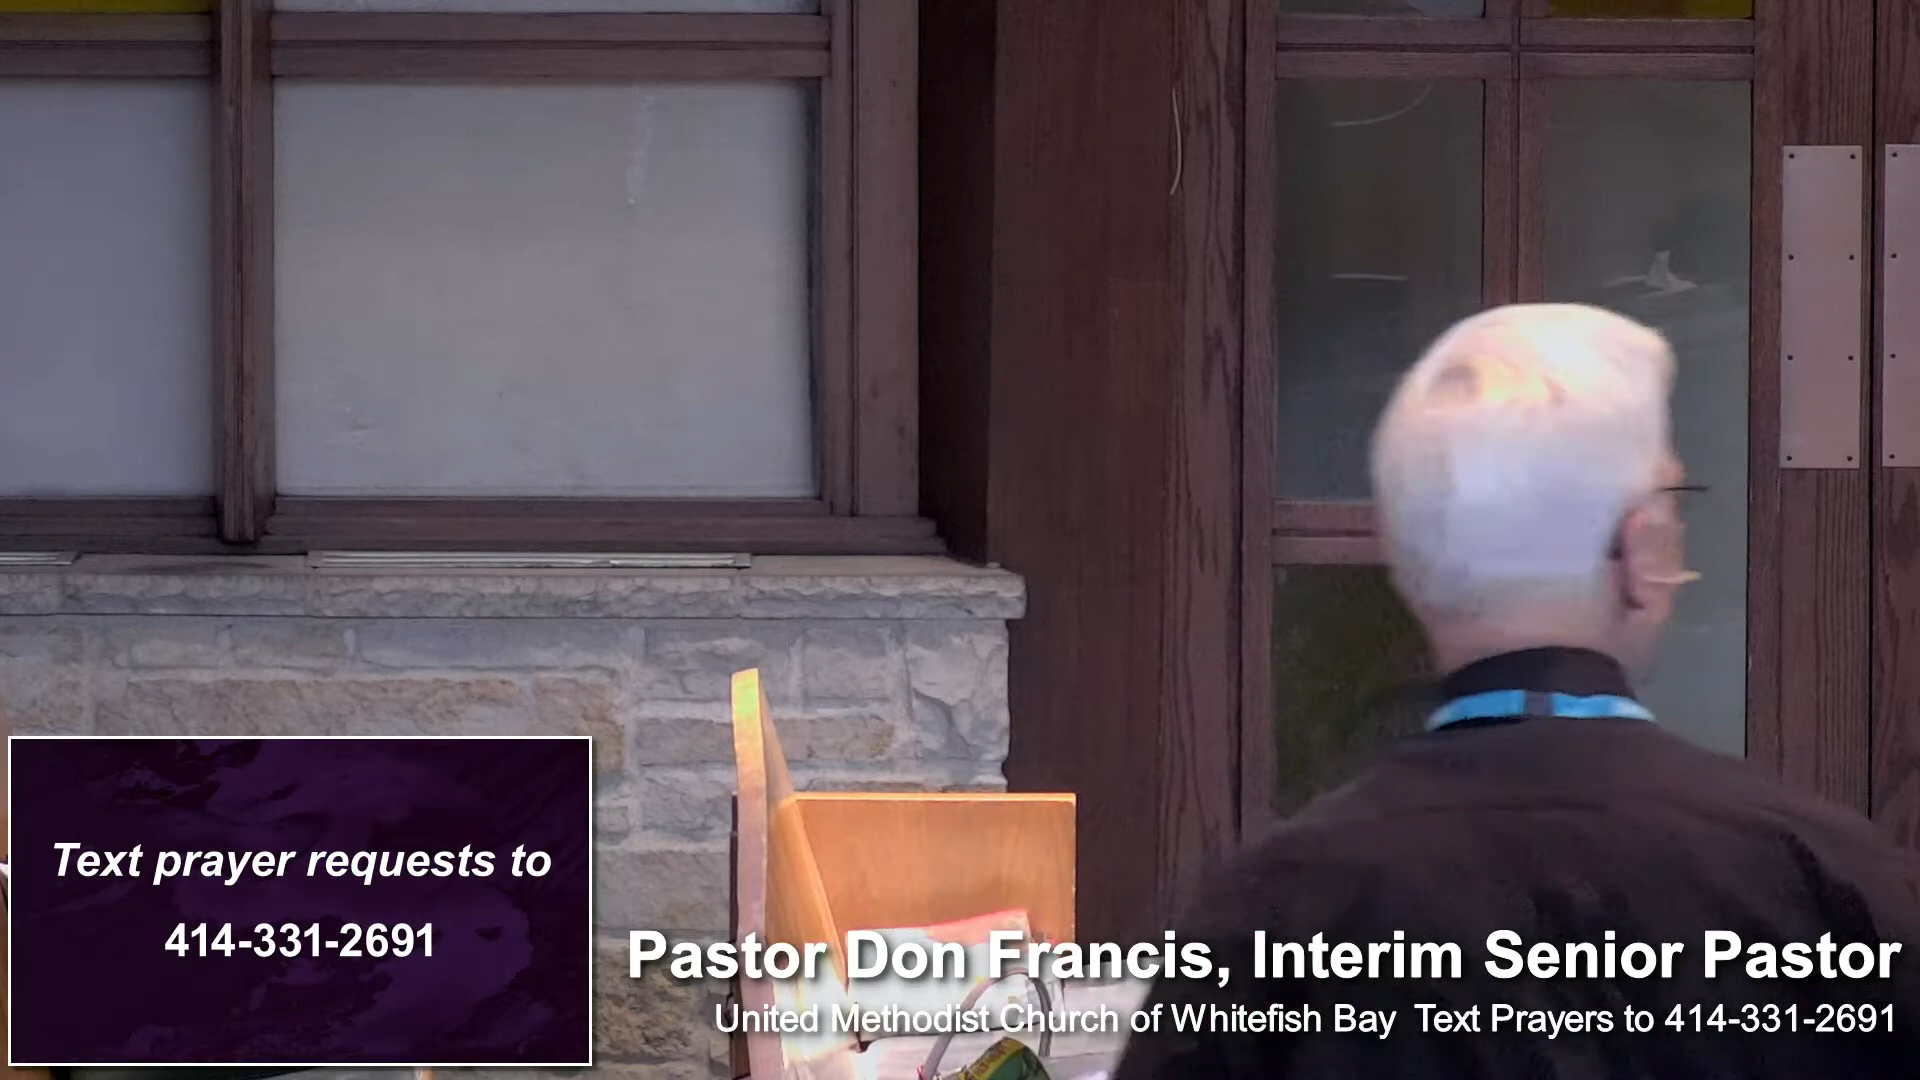 Text prayer requests to
414-331-2691
Pastor Don Francis, Interim Senior Pastor
United Methodist Church of Whitefish Bay  Text Prayers to 414-331-2691